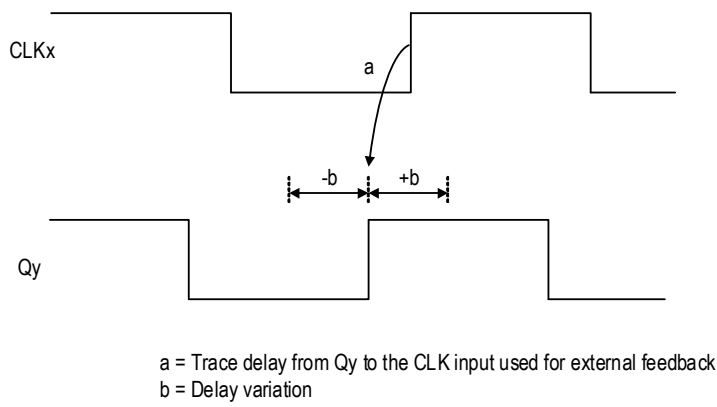 CLKx
a
-b
+b
Qy
a = Trace delay from Qy to the CLK input used for external feedback
b = Delay variation